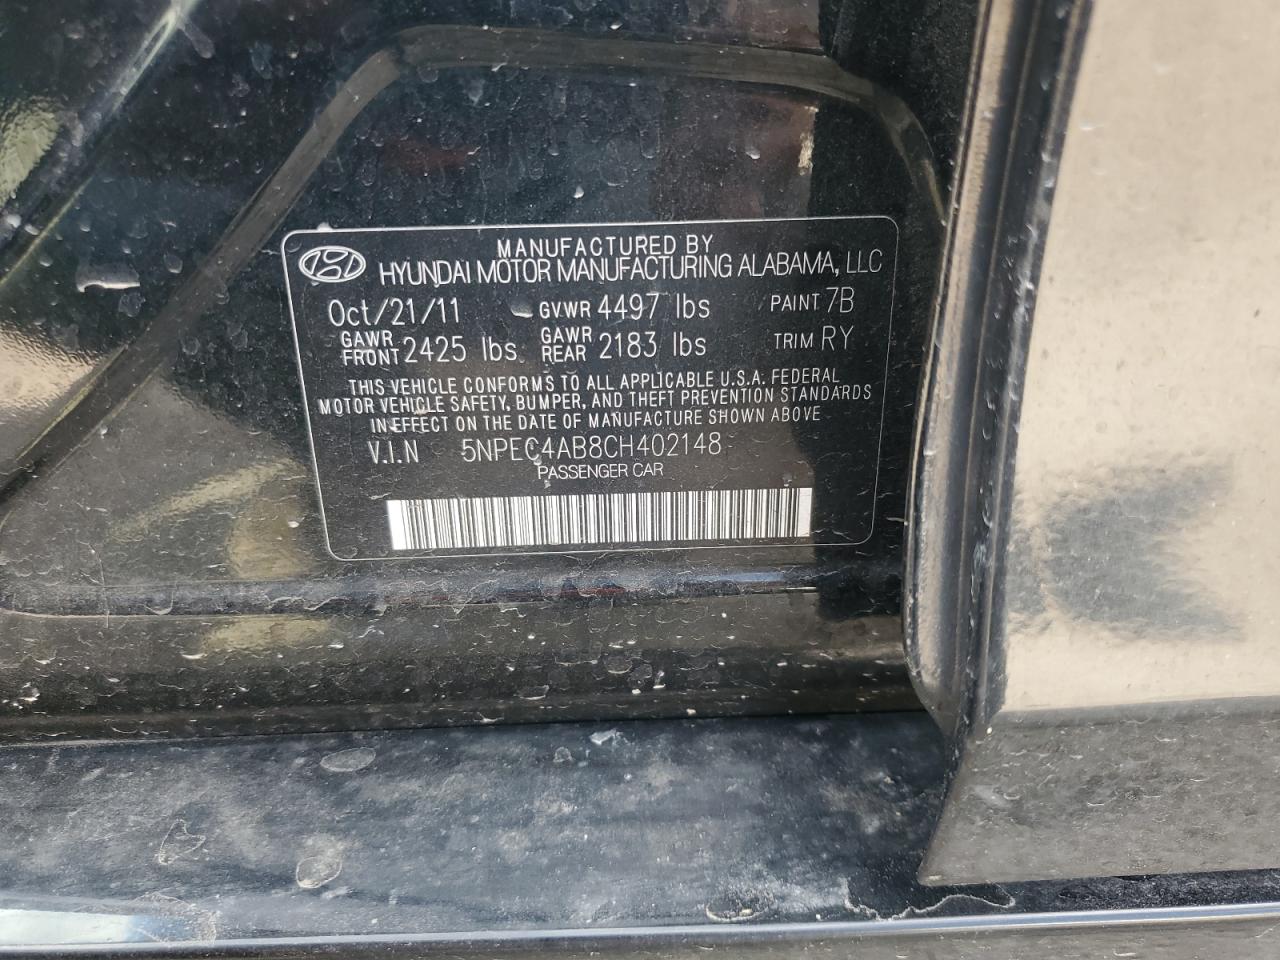 MANUFACTURED BY
HYUNDAI MOTOR MANUFACTURING ALABAMA, LLC
Oct/21/11 GVWR 4497 lbs PAINT 7B
GAWR FRONT 2425 lbs. GAWR REAR 2183 lbs TRIM RY
THIS VEHICLE CONFORMS TO ALL APPLICABLE U.S.A. FEDERAL
MOTOR VEHICLE SAFETY, BUMPER, AND THEFT PREVENTION STANDARDS
IN EFFECT ON THE DATE OF MANUFACTURE SHOWN ABOVE
V.I.N 5NPEC4AB8CH402148
PASSENGER CAR